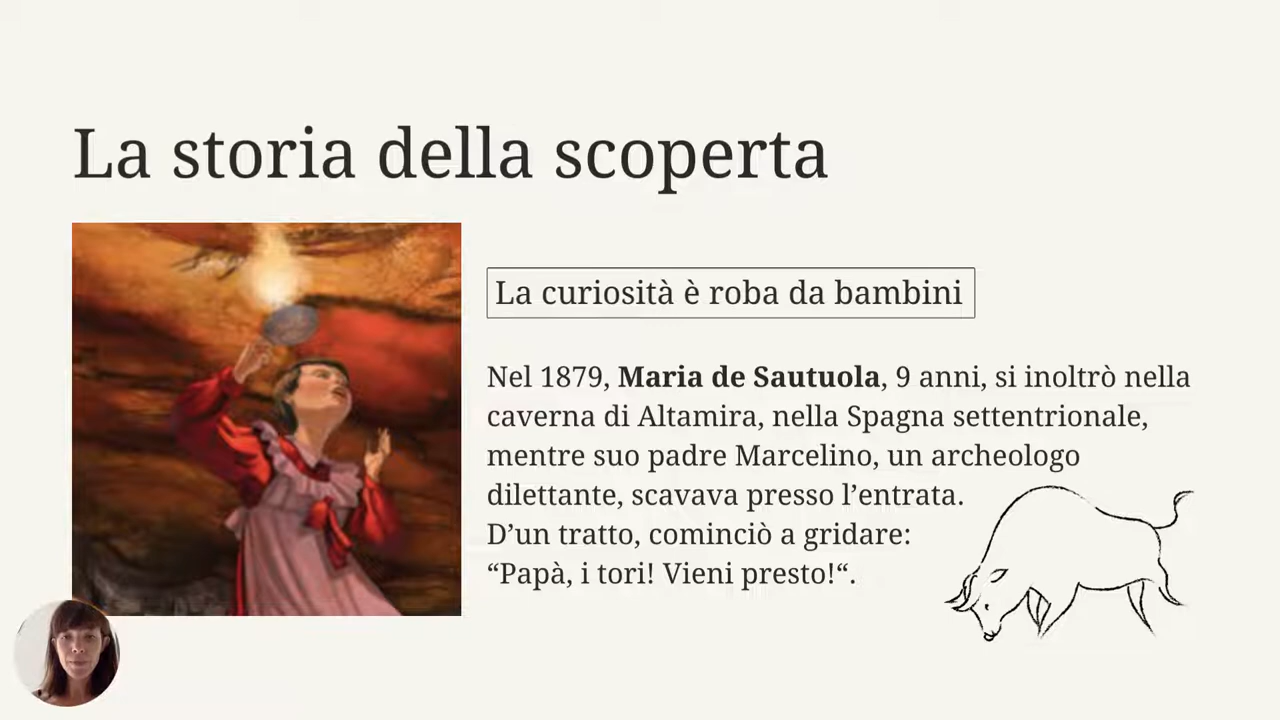 La storia della scoperta
La curiosità è roba da bambini
Nel 1879, Maria de Sautuola, 9 anni, si inoltrò nella
caverna di Altamira, nella Spagna settentrionale,
mentre suo padre Marcelino, un archeologo
dilettante, scavava presso l’entrata.
D’un tratto, cominciò a gridare:
“Papà, i tori! Vieni presto!“.